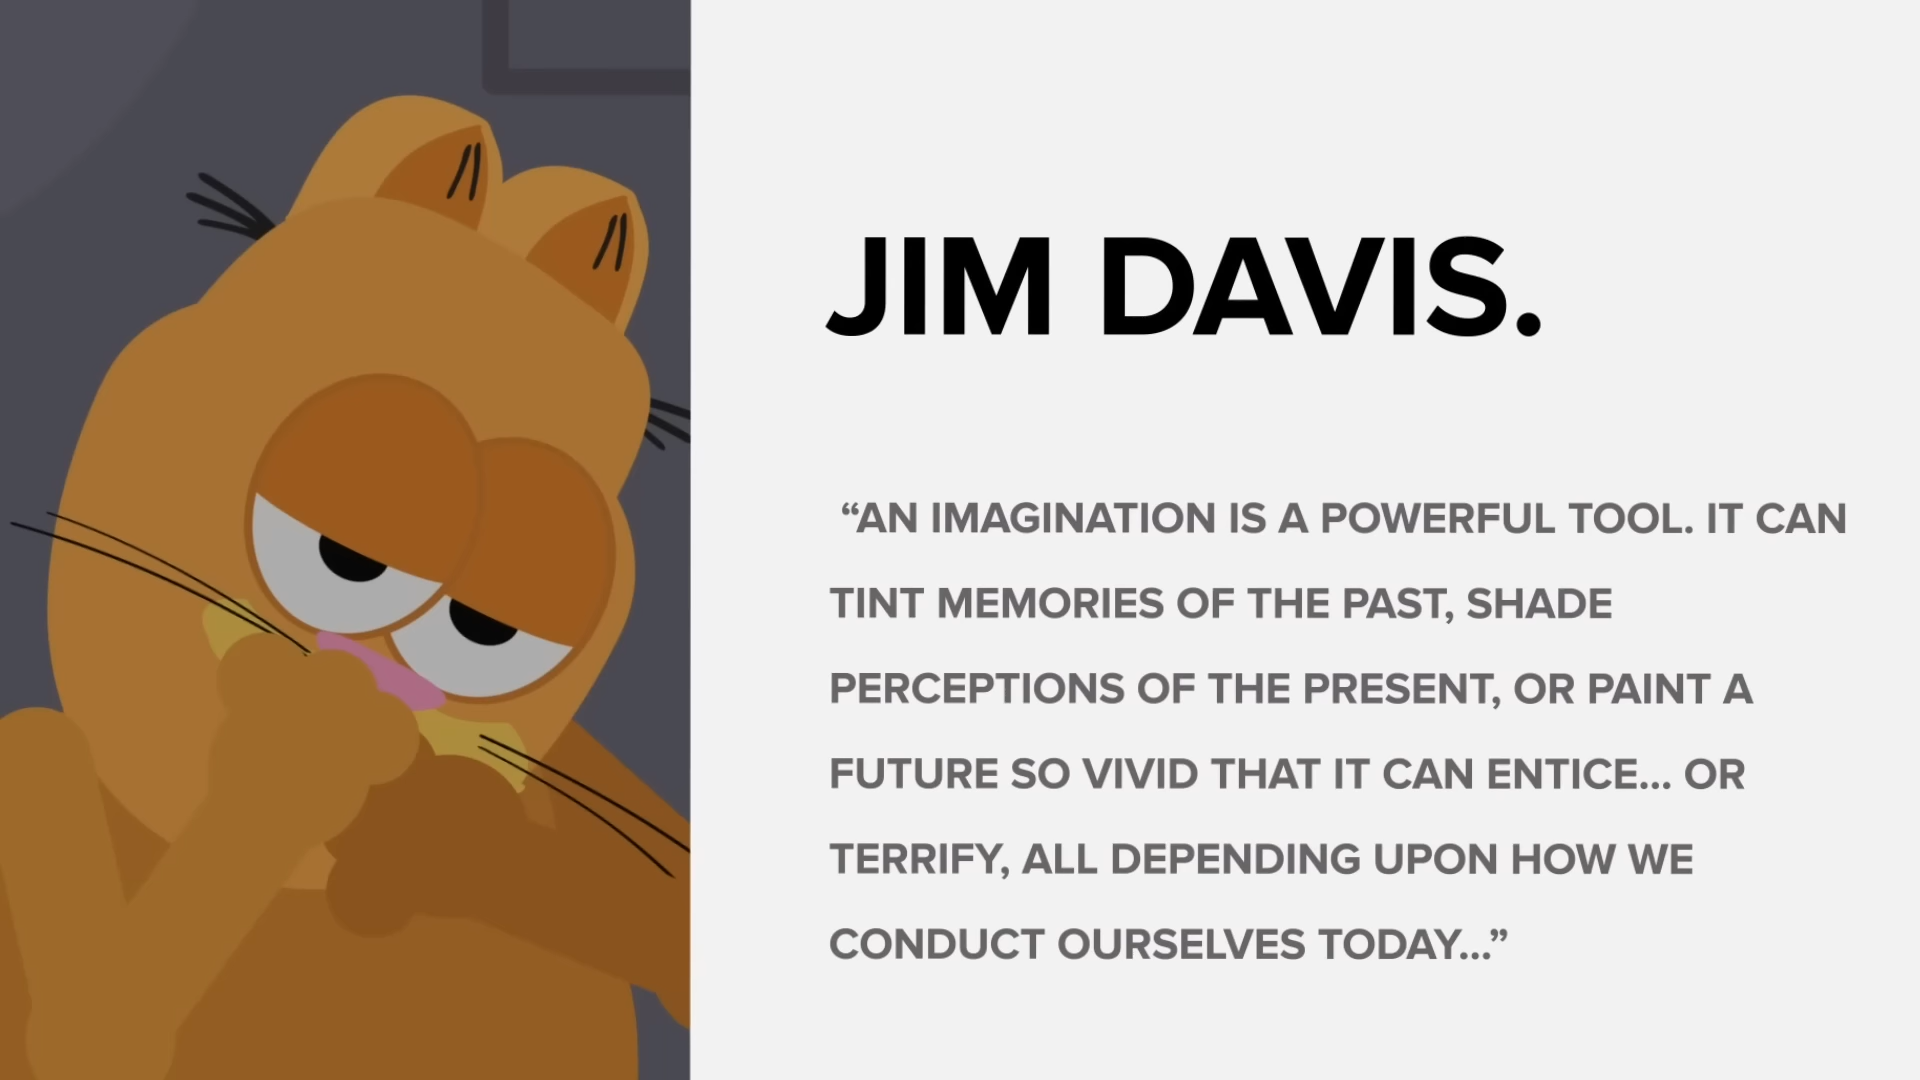 JIM DAVIS.
“AN IMAGINATION IS A POWERFUL TOOL. IT CAN
TINT MEMORIES OF THE PAST, SHADE
PERCEPTIONS OF THE PRESENT, OR PAINT A
FUTURE SO VIVID THAT IT CAN ENTICE... OR
TERRIFY, ALL DEPENDING UPON HOW WE
CONDUCT OURSELVES TODAY...”